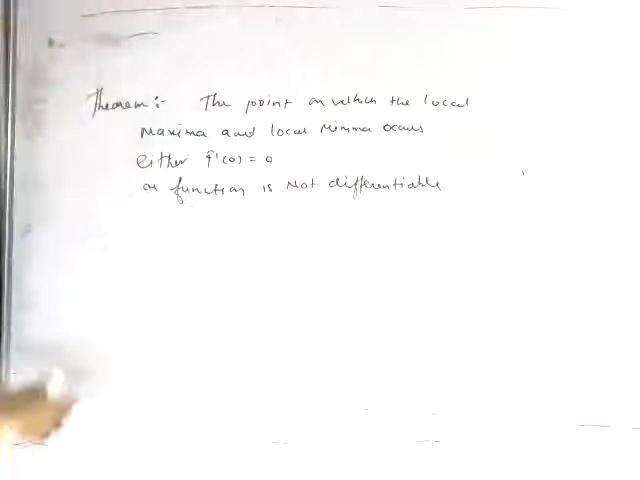 Theorem :- The point on which the local
maxima and local minima occurs
either f'(0) = 0
or function is Not differentiable